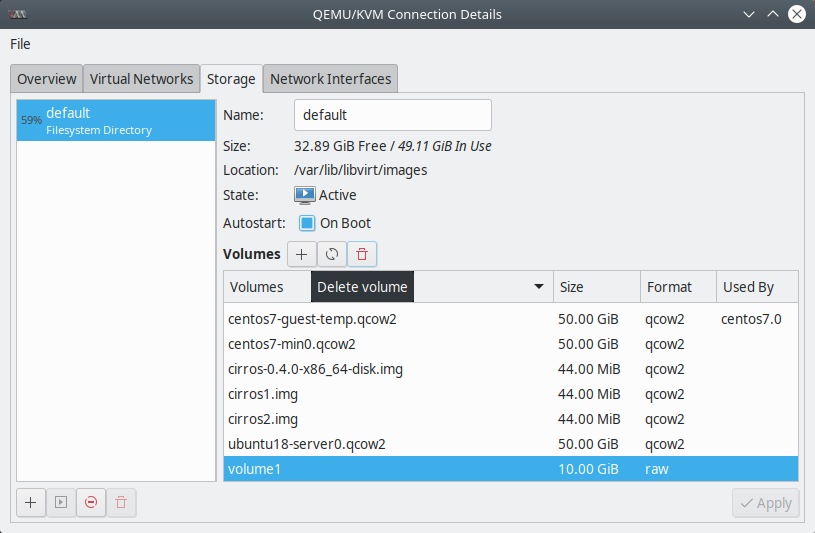 QEMU/KVM Connection Details
File
Overview Virtual Networks Storage Network Interfaces
59% default
Filesystem Directory
Name: default
Size: 32.89 GiB Free / 49.11 GiB In Use
Location: /var/lib/libvirt/images
State: Active
Autostart: On Boot
Volumes
Volumes Delete volume Size Format Used By
centos7-guest-temp.qcow2 50.00 GiB qcow2 centos7.0
centos7-min0.qcow2 50.00 GiB qcow2
cirros-0.4.0-x86_64-disk.img 44.00 MiB qcow2
cirros1.img 44.00 MiB qcow2
cirros2.img 44.00 MiB qcow2
ubuntu18-server0.qcow2 50.00 GiB qcow2
volume1 10.00 GiB raw
Apply